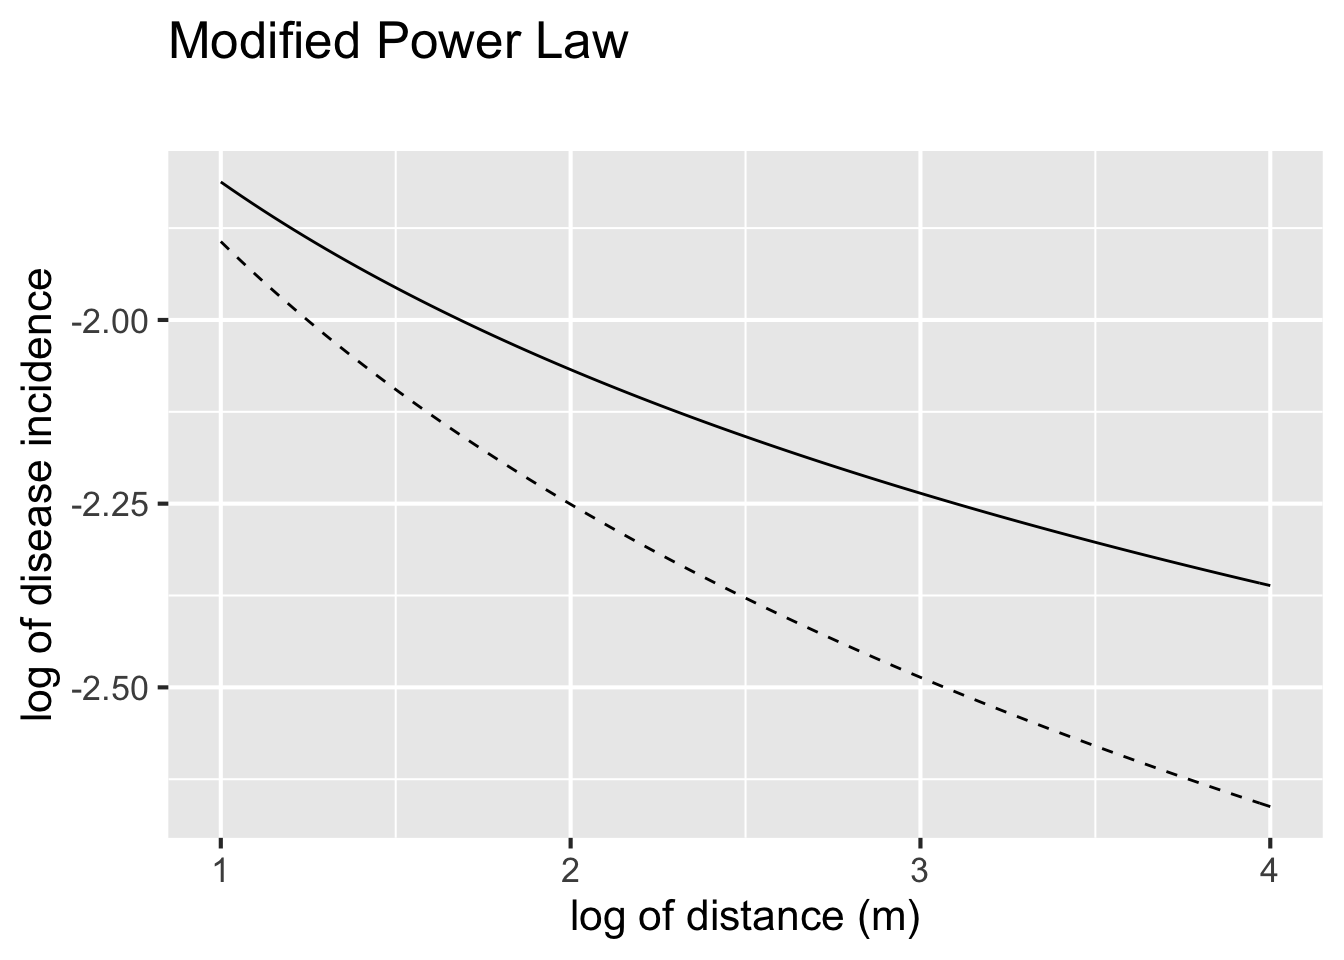 Modified Power Law
log of disease incidence
-2.00
-2.25
-2.50
1 2 3 4
log of distance (m)